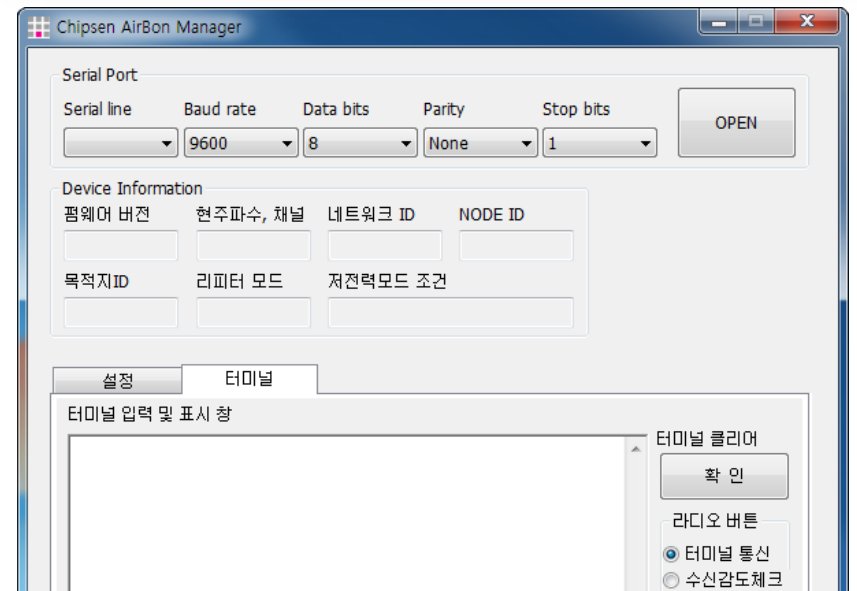 Chipsen AirBon Manager
Serial Port
Serial line Baud rate Data bits Parity Stop bits
OPEN
9600 8 None 1
Device Information
펌웨어 버전 현주파수, 채널 네트워크 ID NODE ID
목적지ID 리피터 모드 저전력모드 조건
설정 터미널
터미널 입력 및 표시 창
터미널 클리어
확 인
라디오 버튼
터미널 통신
수신감도체크